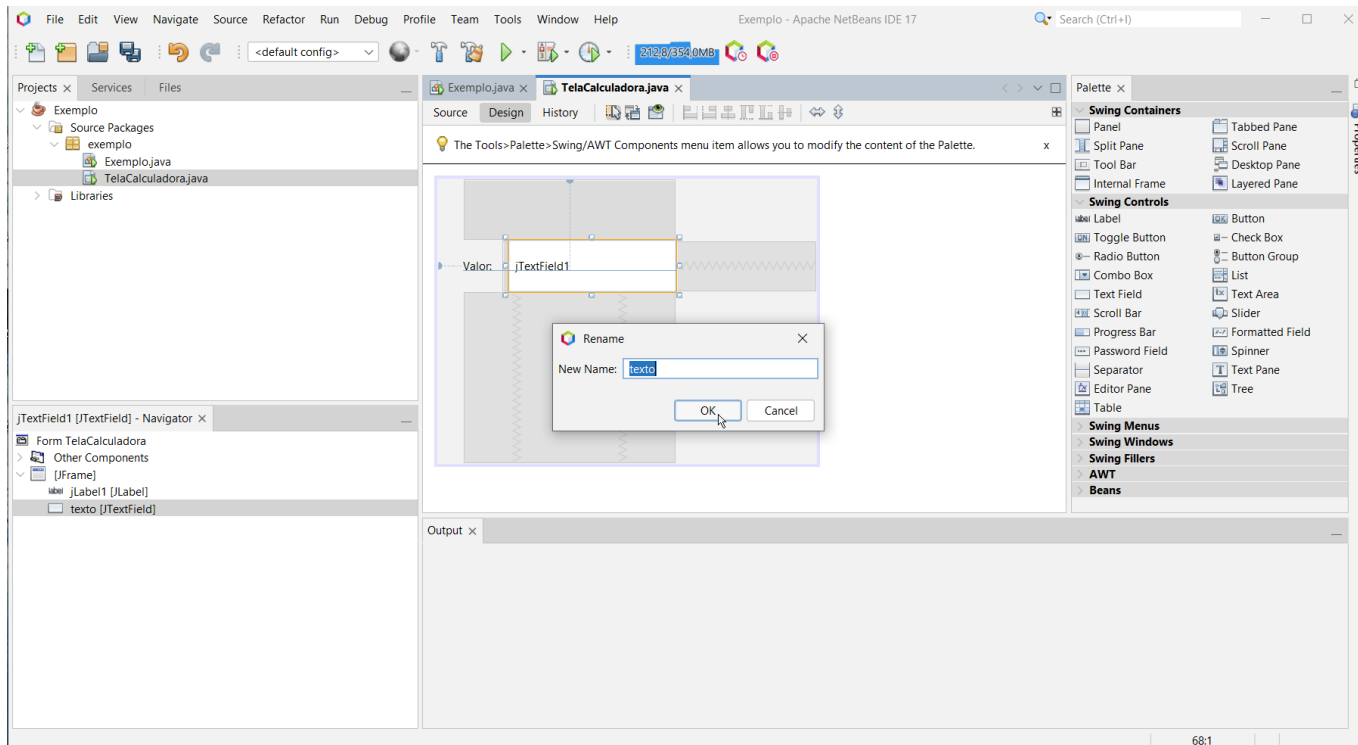 File Edit View Navigate Source Refactor Run Debug Profile Team Tools Window Help
Exemplo - Apache NetBeans IDE 17
Search (Ctrl+I)
<default config>
212,8/354,0MB
Projects
Services
Files
Exemplo
Source Packages
exemplo
Exemplo.java
TelaCalculadora.java
Libraries
jTextField1 [JTextField] - Navigator
Form TelaCalculadora
Other Components
[JFrame]
label jLabel1 [JLabel]
texto [JTextField]
Exemplo.java
TelaCalculadora.java
Source Design History
The Tools>Palette>Swing/AWT Components menu item allows you to modify the content of the Palette.
x
Valor:
jTextField1
Rename
New Name:
texto
OK
Cancel
Output
Palette
Swing Containers
Panel
Tabbed Pane
Split Pane
Scroll Pane
Tool Bar
Desktop Pane
Internal Frame
Layered Pane
Swing Controls
label Label
OK Button
ON Toggle Button
Check Box
Radio Button
Button Group
Combo Box
List
Text Field
Text Area
Scroll Bar
Slider
Progress Bar
Formatted Field
Password Field
Spinner
Separator
T Text Pane
Editor Pane
Tree
Table
Swing Menus
Swing Windows
Swing Fillers
AWT
Beans
Properties
68:1